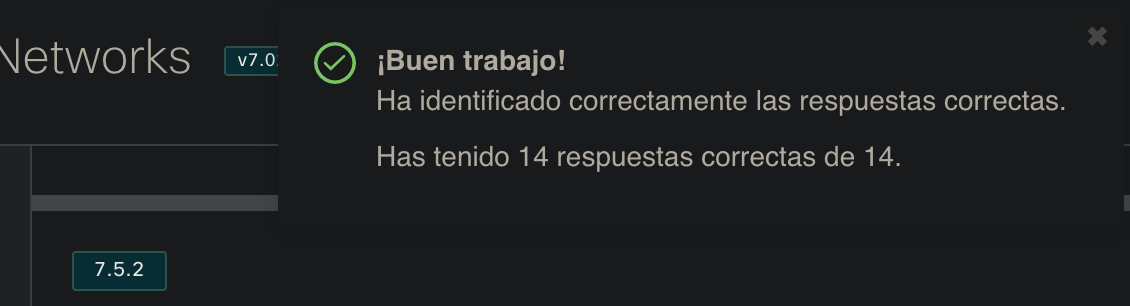 Networks
v7.0
¡Buen trabajo!
Ha identificado correctamente las respuestas correctas.
Has tenido 14 respuestas correctas de 14.
7.5.2